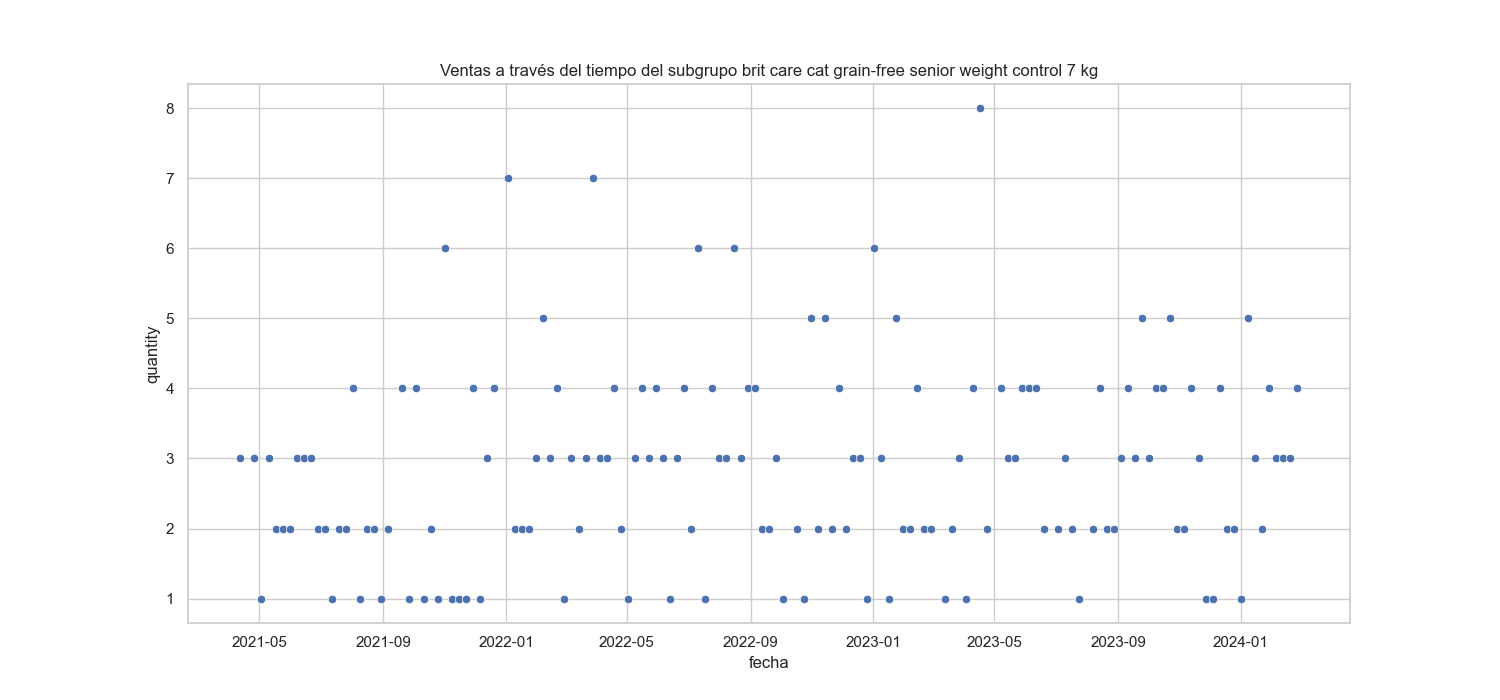 Ventas a través del tiempo del subgrupo brit care cat grain-free senior weight control 7 kg
8
7
6
5
4
3
2
1
quantity
2021-05 2021-09 2022-01 2022-05 2022-09 2023-01 2023-05 2023-09 2024-01
fecha